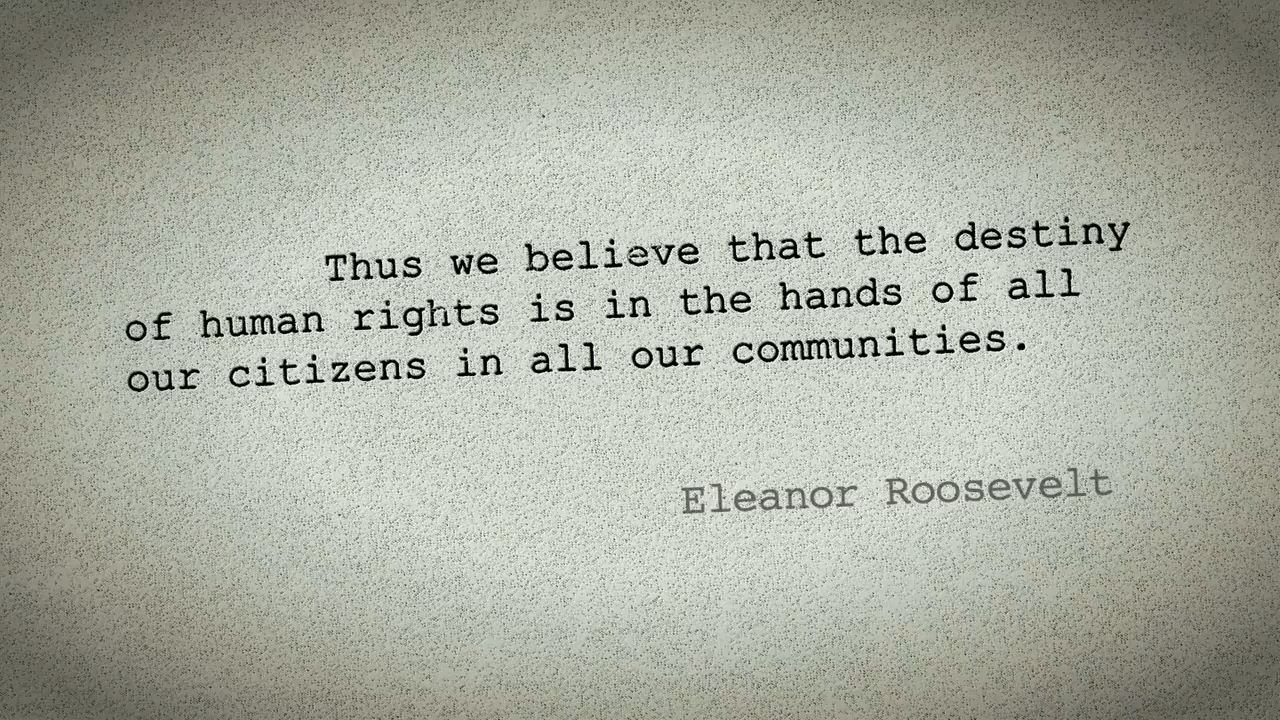 Thus we believe that the destiny
of human rights is in the hands of all
our citizens in all our communities.
Eleanor Roosevelt